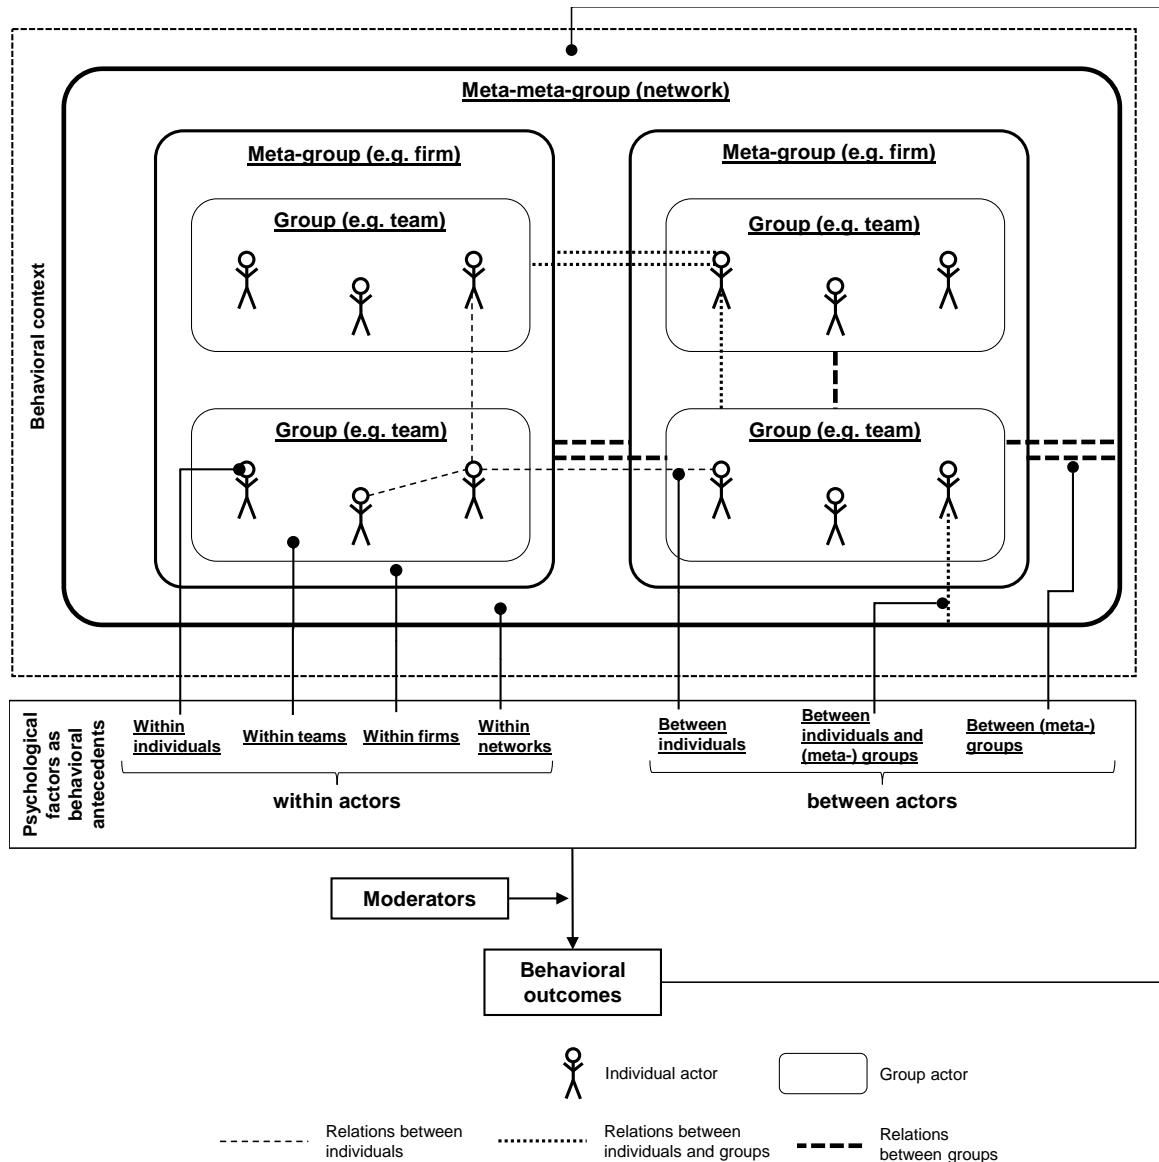 Meta-meta-group (network)
Meta-group (e.g. firm)
Meta-group (e.g. firm)
Group (e.g. team)
Group (e.g. team)
Behavioral context
Group (e.g. team)
Group (e.g. team)
Psychological
factors as
behavioral
antecedents
Within
individuals
Within teams
Within firms
Within
networks
Between
individuals
Between
individuals and
(meta-) groups
Between (meta-)
groups
within actors
between actors
Moderators
Behavioral
outcomes
Individual actor
Group actor
Relations between
individuals
Relations between
individuals and groups
Relations
between groups